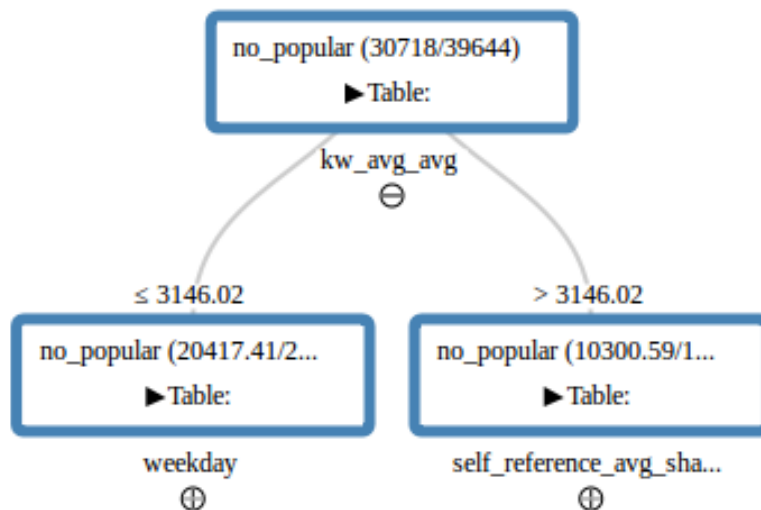 no_popular (30718/39644)
▶Table:
kw_avg_avg
≤ 3146.02
> 3146.02
no_popular (20417.41/2...
▶Table:
no_popular (10300.59/1...
▶Table:
weekday
self_reference_avg_sha...